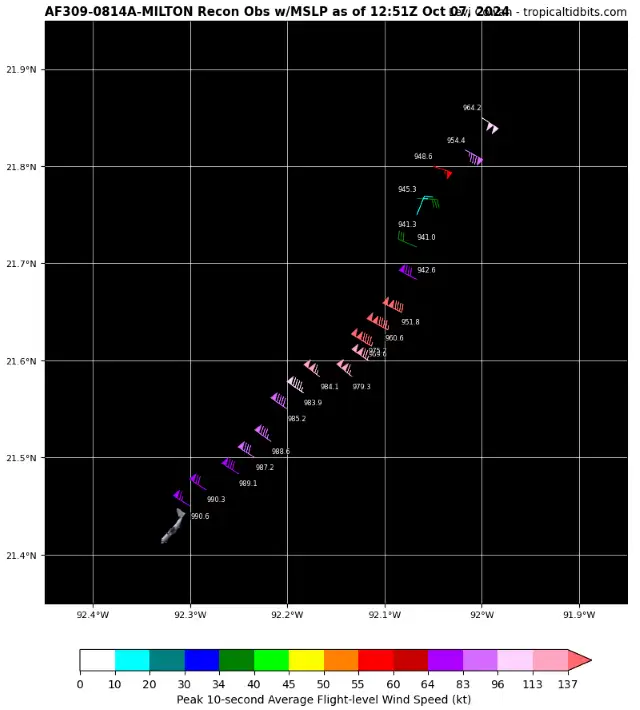 AF309-0814A-MILTON Recon Obs w/MSLP as of 12:51Z Oct 07, 2024
- tropicaltidbits.com
21.9°N
964.2
954.4
21.8°N
948.6
945.3
941.3
941.0
21.7°N
942.6
951.8
960.6
21.6°N
984.1
979.3
983.9
985.2
988.6
21.5°N
987.2
989.1
990.3
990.6
21.4°N
92.4°W 92.3°W 92.2°W 92.1°W 92°W 91.9°W
0 10 20 30 34 40 45 50 55 60 64 83 96 113 137
Peak 10-second Average Flight-level Wind Speed (kt)